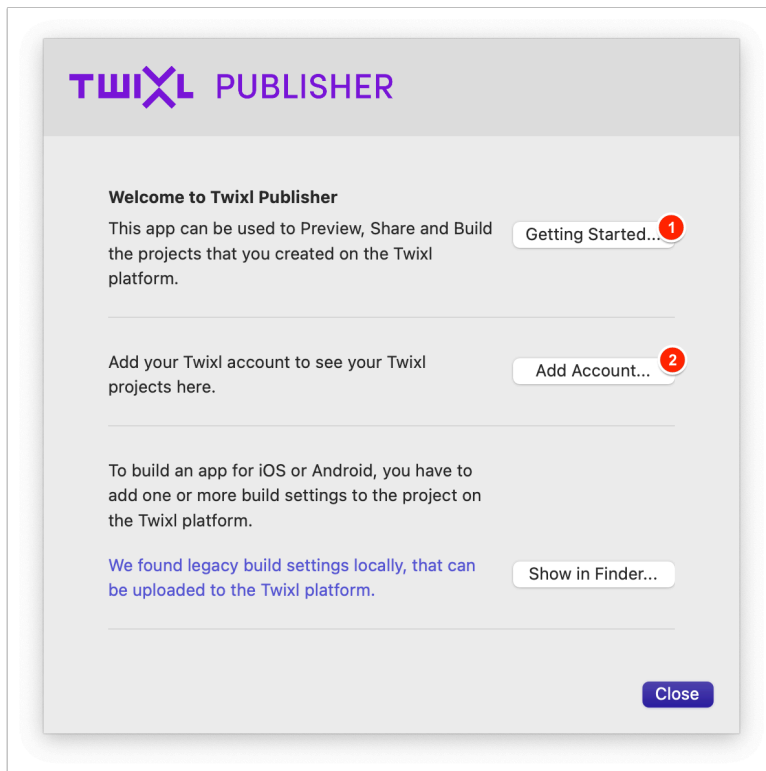 TWIXL PUBLISHER
Welcome to Twixl Publisher
This app can be used to Preview, Share and Build
the projects that you created on the Twixl
platform.
Getting Started...
1
Add your Twixl account to see your Twixl
projects here.
Add Account...
2
To build an app for iOS or Android, you have to
add one or more build settings to the project on
the Twixl platform.
We found legacy build settings locally, that can
be uploaded to the Twixl platform.
Show in Finder...
Close